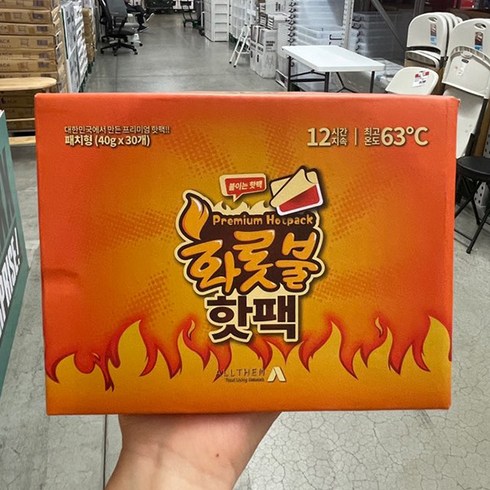 대한민국에서 만든 프리미엄 핫팩!!
패치형 (40g x 30개)
12시간 지속 | 최고 온도 63°C
붙이는 핫팩
Premium Hotpack
화롯불
핫팩
ALLTHEM